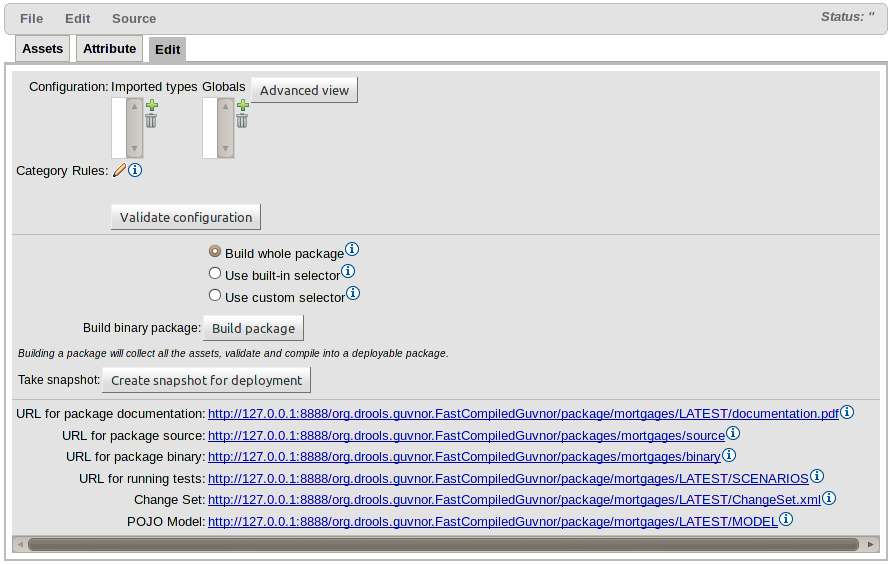 File Edit Source Status: ''
Assets Attribute Edit
Configuration: Imported types Globals Advanced view
Category Rules:
Validate configuration
Build whole package
Use built-in selector
Use custom selector
Build binary package: Build package
Building a package will collect all the assets, validate and compile into a deployable package.
Take snapshot: Create snapshot for deployment
URL for package documentation: http://127.0.0.1:8888/org.drools.guvnor.FastCompiledGuvnor/package/mortgages/LATEST/documentation.pdf
URL for package source: http://127.0.0.1:8888/org.drools.guvnor.FastCompiledGuvnor/packages/mortgages/source
URL for package binary: http://127.0.0.1:8888/org.drools.guvnor.FastCompiledGuvnor/packages/mortgages/binary
URL for running tests: http://127.0.0.1:8888/org.drools.guvnor.FastCompiledGuvnor/package/mortgages/LATEST/SCENARIOS
Change Set: http://127.0.0.1:8888/org.drools.guvnor.FastCompiledGuvnor/package/mortgages/LATEST/ChangeSet.xml
POJO Model: http://127.0.0.1:8888/org.drools.guvnor.FastCompiledGuvnor/package/mortgages/LATEST/MODEL